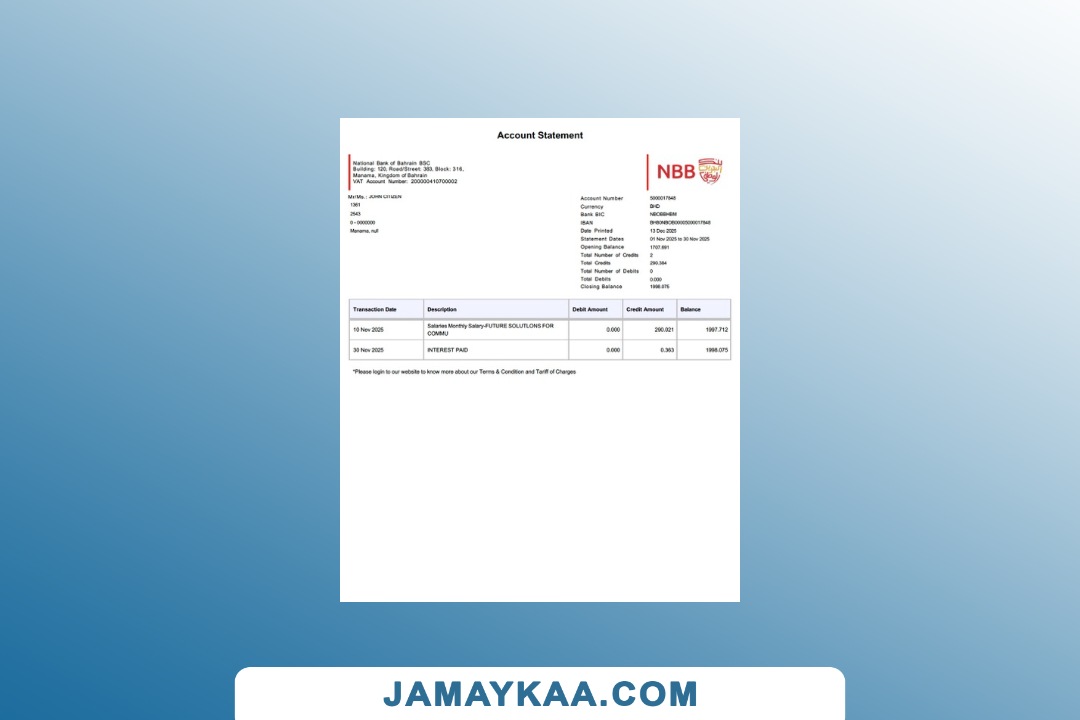 Account Statement
National Bank of Bahrain BSC
Building: 120, Road/Street: 383, Block: 316,
Manama, Kingdom of Bahrain
VAT Account Number: 200000410700002
NBB
Mr/Ms.: JOHN CITIZEN
1361
2543
0 - 0000000
Manama, null
Account Number 5000017848
Currency BHD
Bank BIC NBOBBHBM
IBAN
Date Printed 13 Dec 2025
Statement Dates 01 Nov 2025 to 30 Nov 2025
Opening Balance 1707.691
Total Number of Credits 2
Total Credits 290.384
Total Number of Debits 0
Total Debits 0.000
Closing Balance 1998.075
Transaction Date Description Debit Amount Credit Amount Balance
10 Nov 2025 Salaries Monthly Salary-FUTURE SOLUTLONS FOR 0.000 290.021 1997.712
COMMU
30 Nov 2025 INTEREST PAID 0.000 0.363 1998.075
*Please login to our website to know more about our Terms & Condition and Tariff of Charges
JAMAYKAA.COM